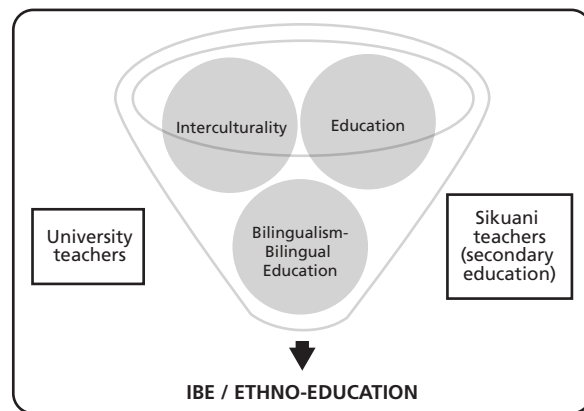 Interculturality
Education
Bilingualism-
Bilingual
Education
University
teachers
Sikuani
teachers
(secondary
education)
IBE / ETHNO-EDUCATION